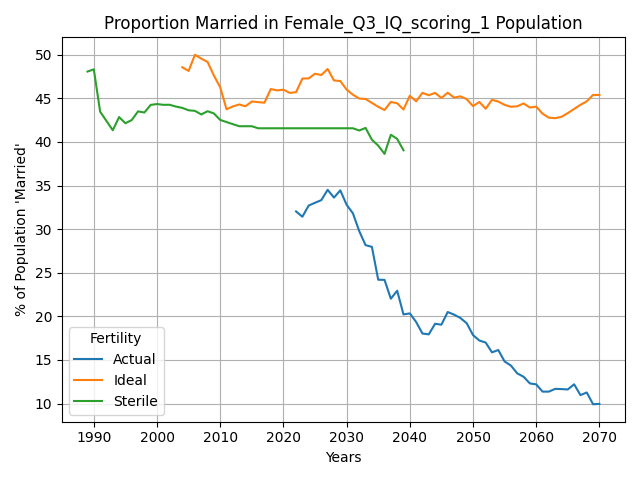 Proportion Married in Female_Q3_IQ_scoring_1 Population
% of Population 'Married'
50
45
40
35
30
25
20
15
10
Fertility
Actual
Ideal
Sterile
1990 2000 2010 2020 2030 2040 2050 2060 2070
Years